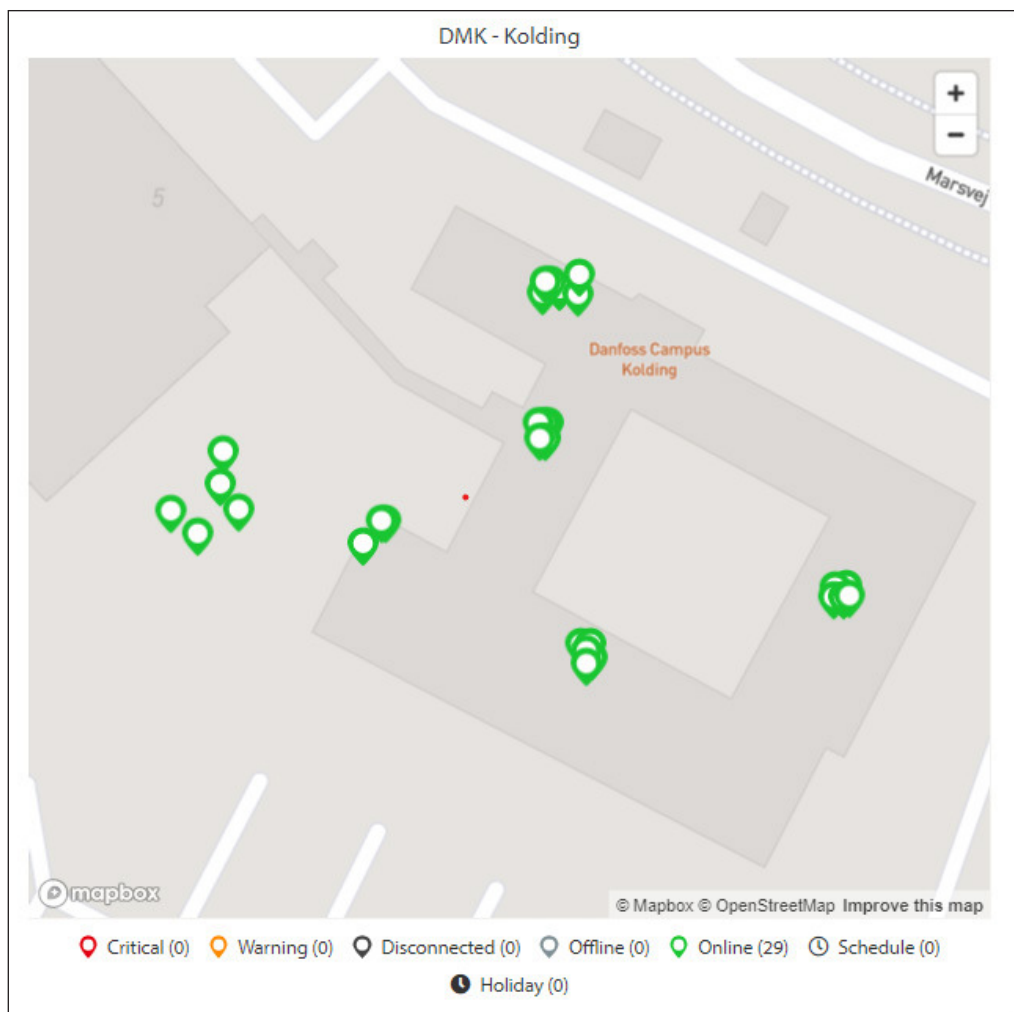 DMK - Kolding
+
−
Marsvej
5
Danfoss Campus
Kolding
mapbox
© Mapbox © OpenStreetMap Improve this map
Critical (0) Warning (0) Disconnected (0) Offline (0) Online (29) Schedule (0)
Holiday (0)